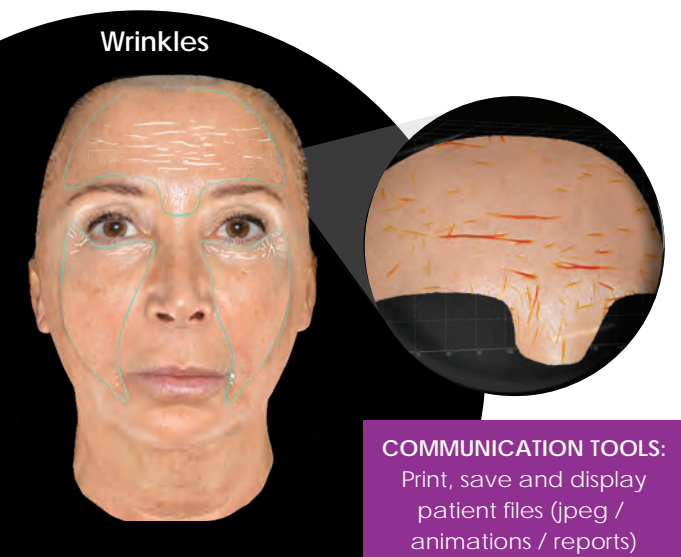 Wrinkles
COMMUNICATION TOOLS:
Print, save and display
patient files (jpeg /
animations / reports)